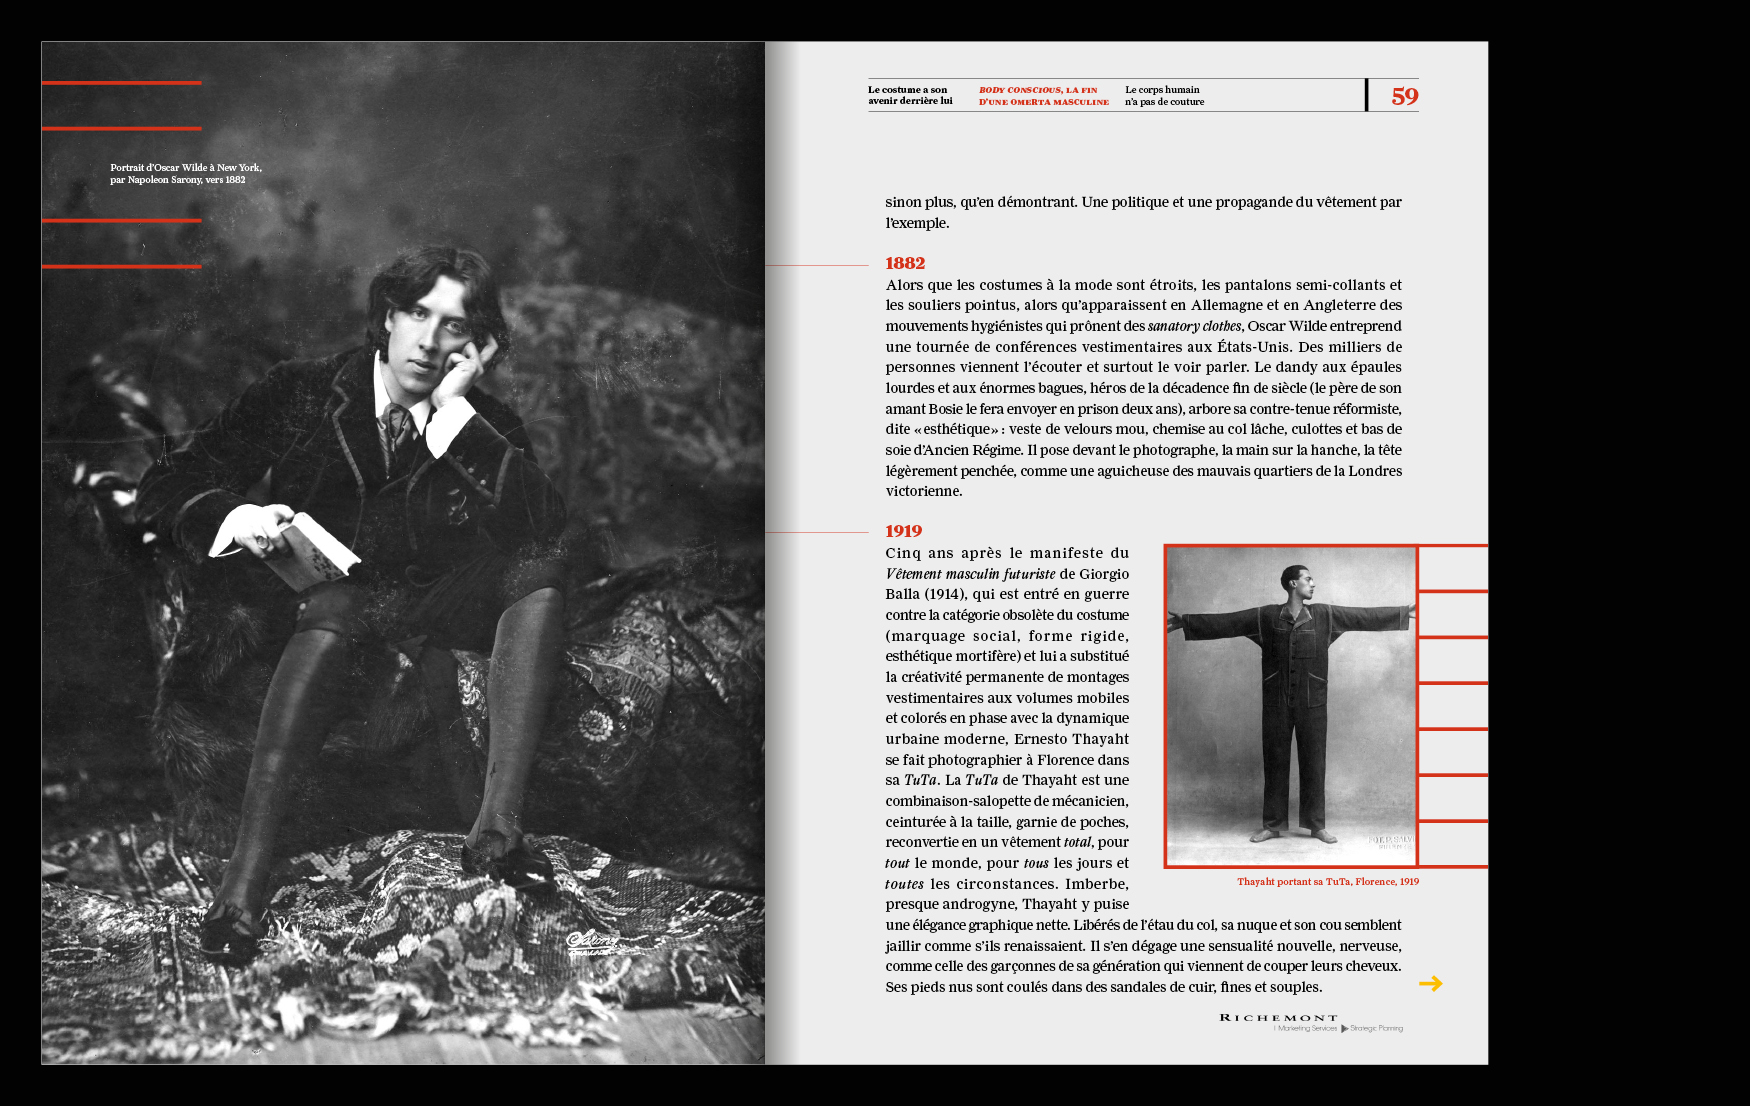 Portrait d'Oscar Wilde à New York,
par Napoleon Sarony, vers 1882
Sarony
Le costume a son
avenir derrière lui
BODY CONSCIOUS, LA FIN
D'UNE OMERTA MASCULINE
Le corps humain
n'a pas de couture
59
sinon plus, qu'en démontrant. Une politique et une propagande du vêtement par
l'exemple.
1882
Alors que les costumes à la mode sont étroits, les pantalons semi-collants et
les souliers pointus, alors qu'apparaissent en Allemagne et en Angleterre des
mouvements hygiénistes qui prônent des sanatory clothes, Oscar Wilde entreprend
une tournée de conférences vestimentaires aux États-Unis. Des milliers de
personnes viennent l'écouter et surtout le voir parler. Le dandy aux épaules
lourdes et aux énormes bagues, héros de la décadence fin de siècle (le père de son
amant Bosie le fera envoyer en prison deux ans), arbore sa contre-tenue réformiste,
dite « esthétique » : veste de velours mou, chemise au col lâche, culottes et bas de
soie d'Ancien Régime. Il pose devant le photographe, la main sur la hanche, la tête
légèrement penchée, comme une aguicheuse des mauvais quartiers de la Londres
victorienne.
1919
Cinq ans après le manifeste du
Vêtement masculin futuriste de Giorgio
Balla (1914), qui est entré en guerre
contre la catégorie obsolète du costume
(marquage social, forme rigide,
esthétique mortifère) et lui a substitué
la créativité permanente de montages
vestimentaires aux volumes mobiles
et colorés en phase avec la dynamique
urbaine moderne, Ernesto Thayaht
se fait photographier à Florence dans
sa TuTa. La TuTa de Thayaht est une
combinaison-salopette de mécanicien,
ceinturée à la taille, garnie de poches,
reconvertie en un vêtement total, pour
tout le monde, pour tous les jours et
toutes les circonstances. Imberbe,
presque androgyne, Thayaht y puise
une élégance graphique nette. Libérés de l'étau du col, sa nuque et son cou semblent
jaillir comme s'ils renaissaient. Il s'en dégage une sensualité nouvelle, nerveuse,
comme celle des garçonnes de sa génération qui viennent de couper leurs cheveux.
Ses pieds nus sont coulés dans des sandales de cuir, fines et souples.
Thayaht portant sa TuTa, Florence, 1919
RICHEMONT
| Marketing Services ▶ Strategic Planning